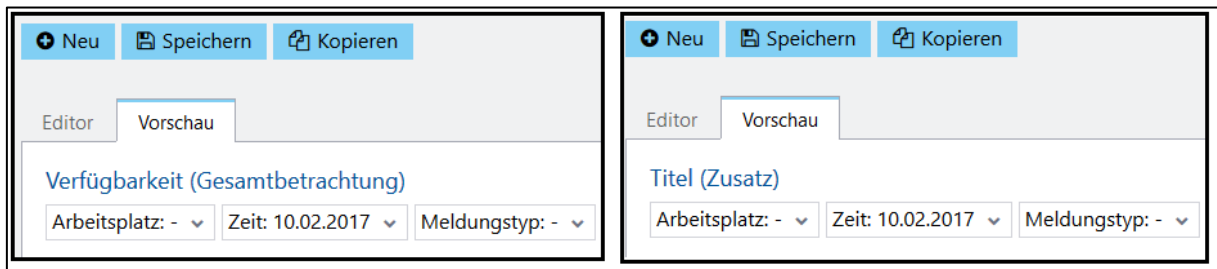 Neu Speichern Kopieren
Editor Vorschau
Verfügbarkeit (Gesamtbetrachtung)
Arbeitsplatz: - Zeit: 10.02.2017 Meldungstyp: -
Neu Speichern Kopieren
Editor Vorschau
Titel (Zusatz)
Arbeitsplatz: - Zeit: 10.02.2017 Meldungstyp: -